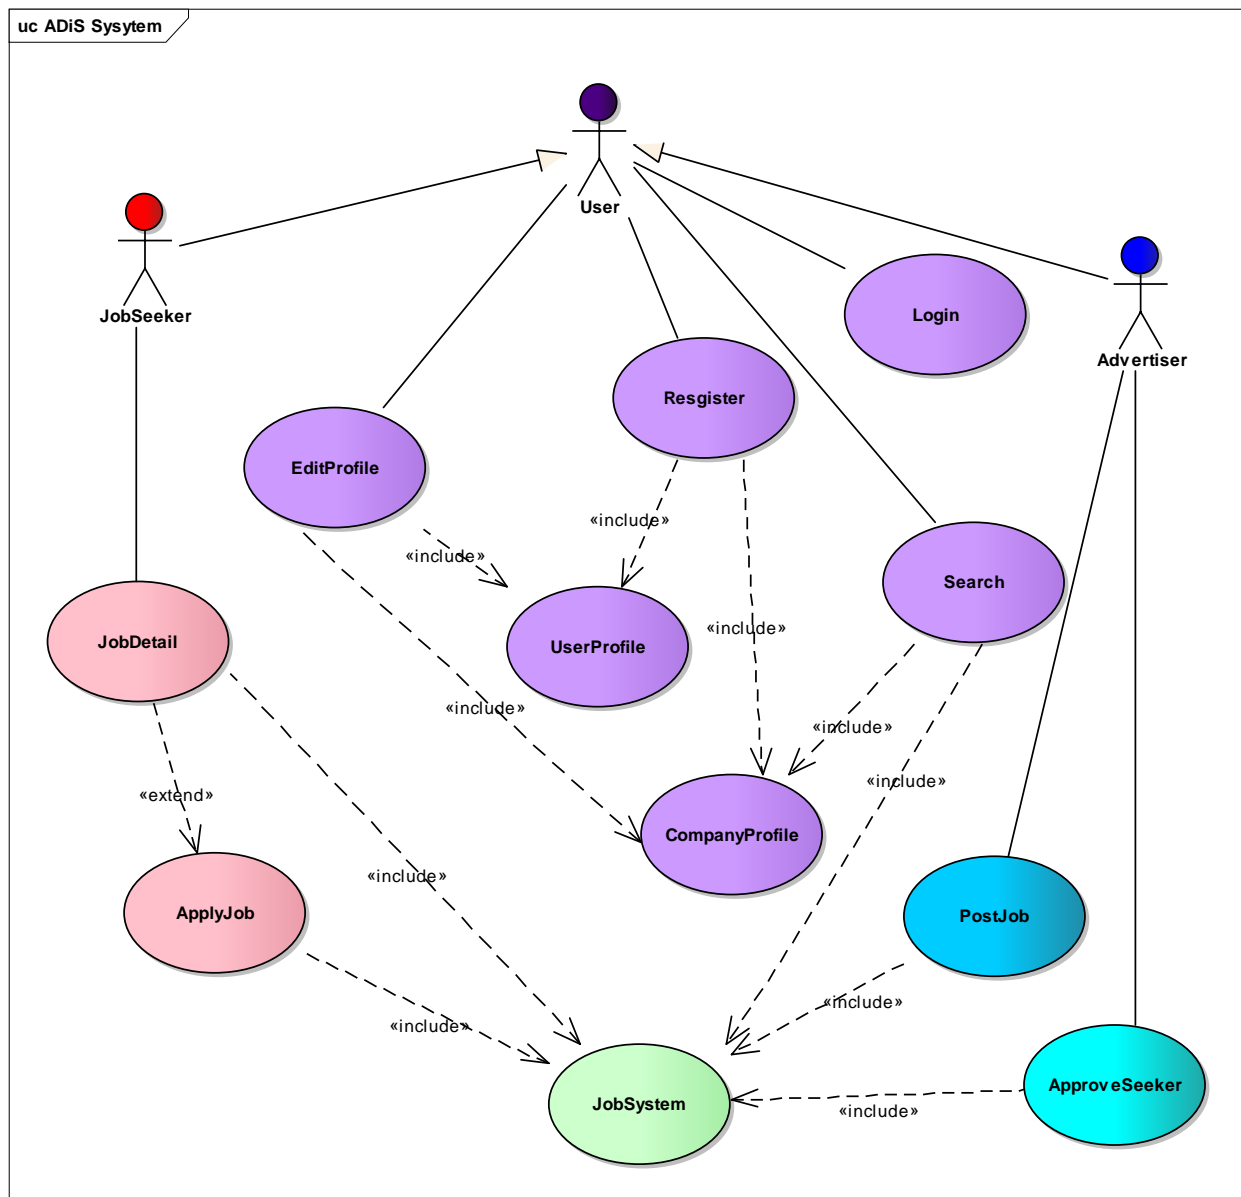 uc ADiS Sysytem
User
JobSeeker
Login
Advertiser
Resgister
EditProfile
«include»
«include»
Search
UserProfile
«include»
JobDetail
«include»
«include»
«include»
«extend»
CompanyProfile
«include»
ApplyJob
PostJob
«include»
«include»
ApproveSeeker
JobSystem
«include»